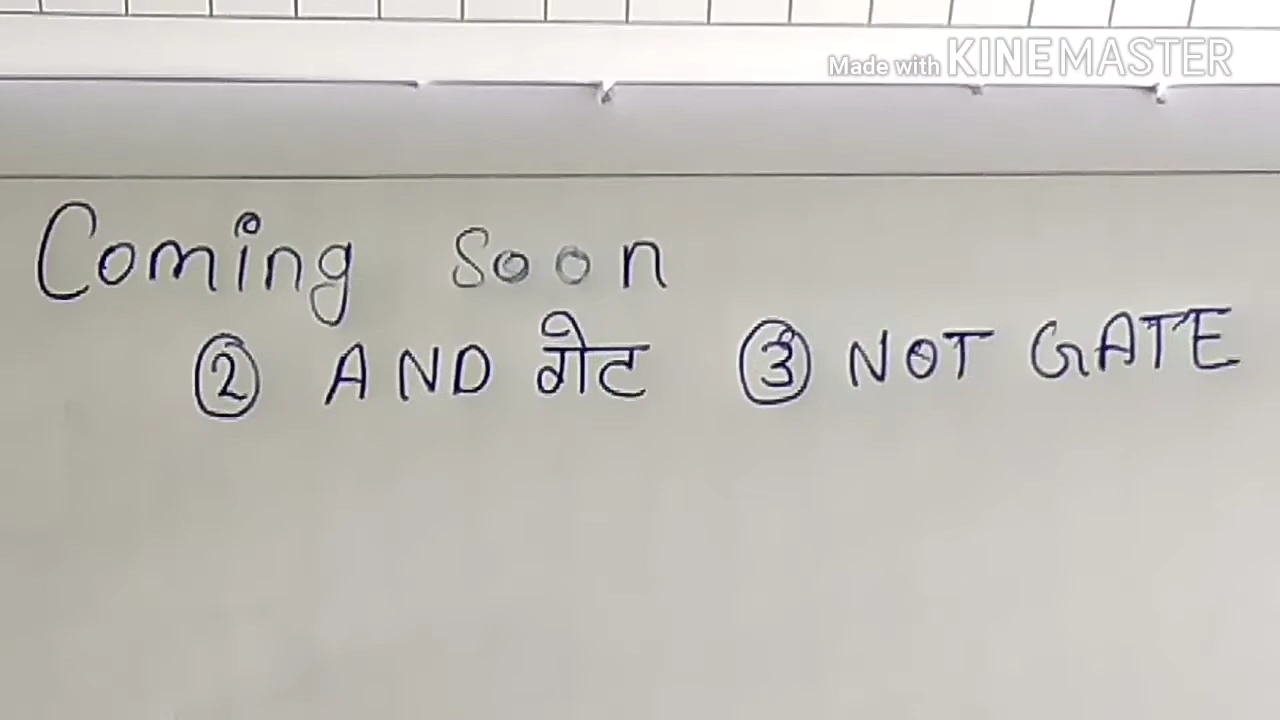 Made with KINEMASTER
Coming Soon
② AND गेट ③ NOT GATE